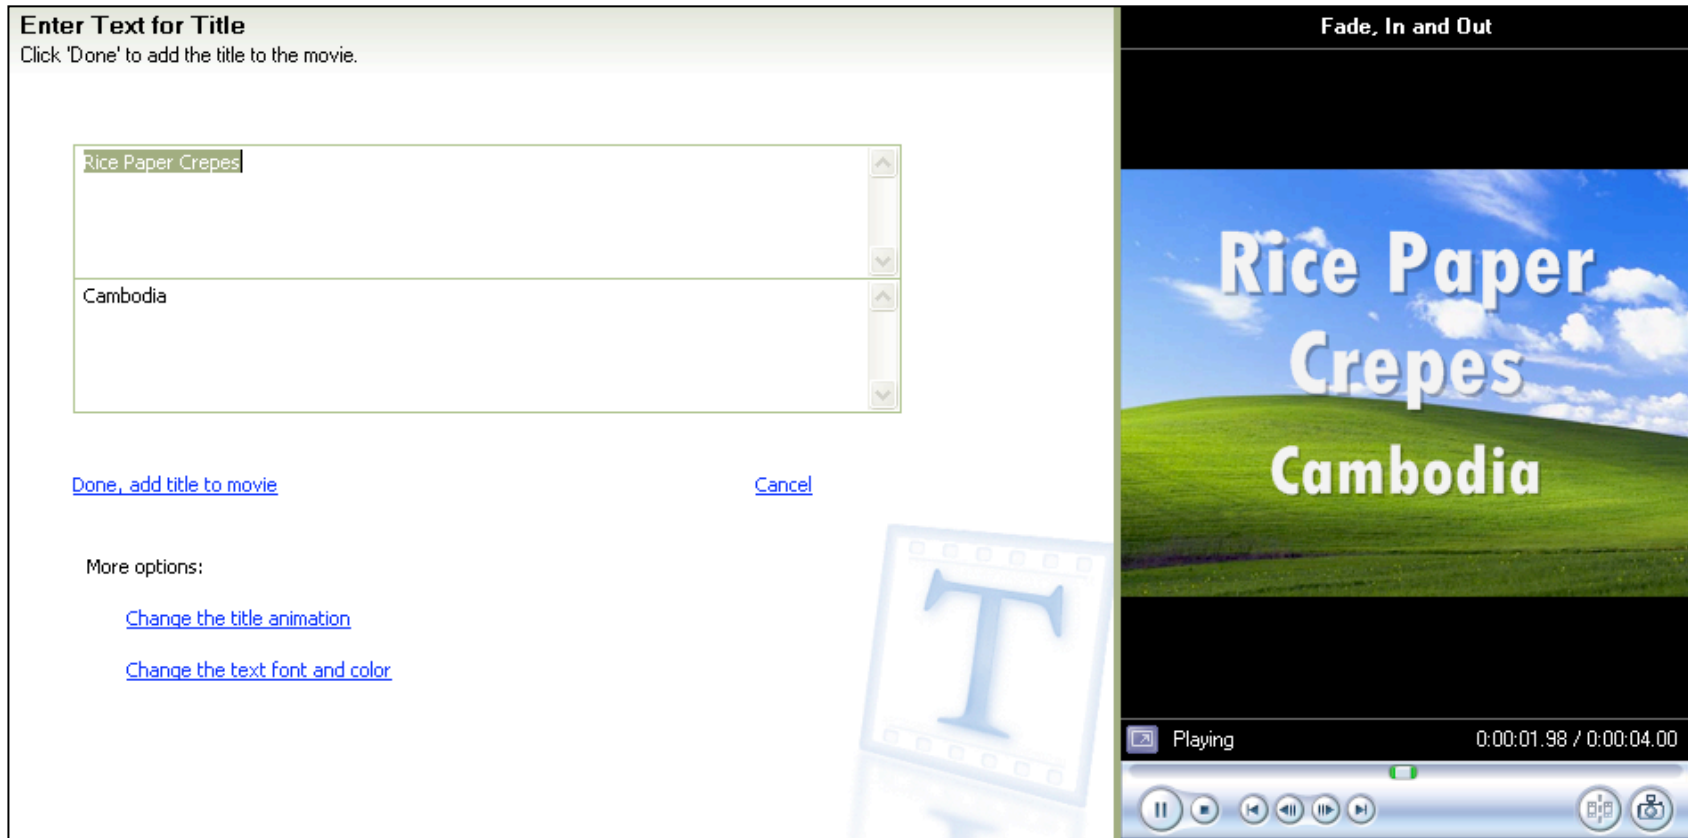 Enter Text for Title
Click 'Done' to add the title to the movie.
Rice Paper Crepes
Cambodia
Done, add title to movie
Cancel
More options:
Change the title animation
Change the text font and color
T
Fade, In and Out
Rice Paper
Crepes
Cambodia
Playing
0:00:01.98 / 0:00:04.00